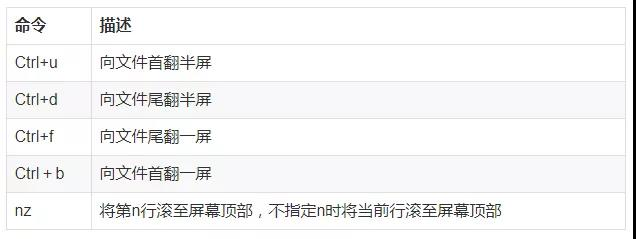 命令 描述
Ctrl+u 向文件首翻半屏
Ctrl+d 向文件尾翻半屏
Ctrl+f 向文件尾翻一屏
Ctrl + b 向文件首翻一屏
nz 将第n行滚至屏幕顶部，不指定n时将当前行滚至屏幕顶部